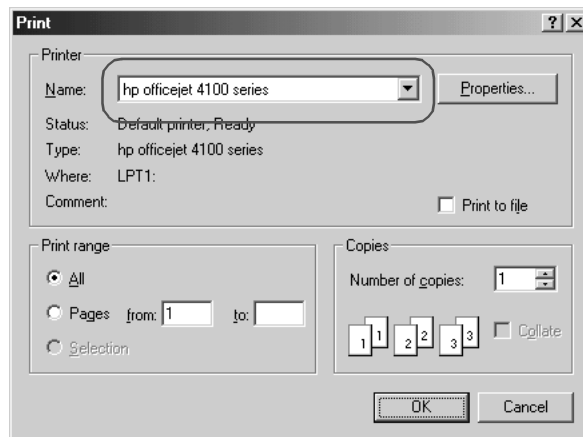 Print
Printer
Name: hp officejet 4100 series Properties...
Status: Default printer, Ready
Type: hp officejet 4100 series
Where: LPT1:
Comment: Print to file
Print range Copies
All Number of copies: 1
Pages from: 1 to:
1 1 2 2 3 3 Collate
Selection
OK Cancel